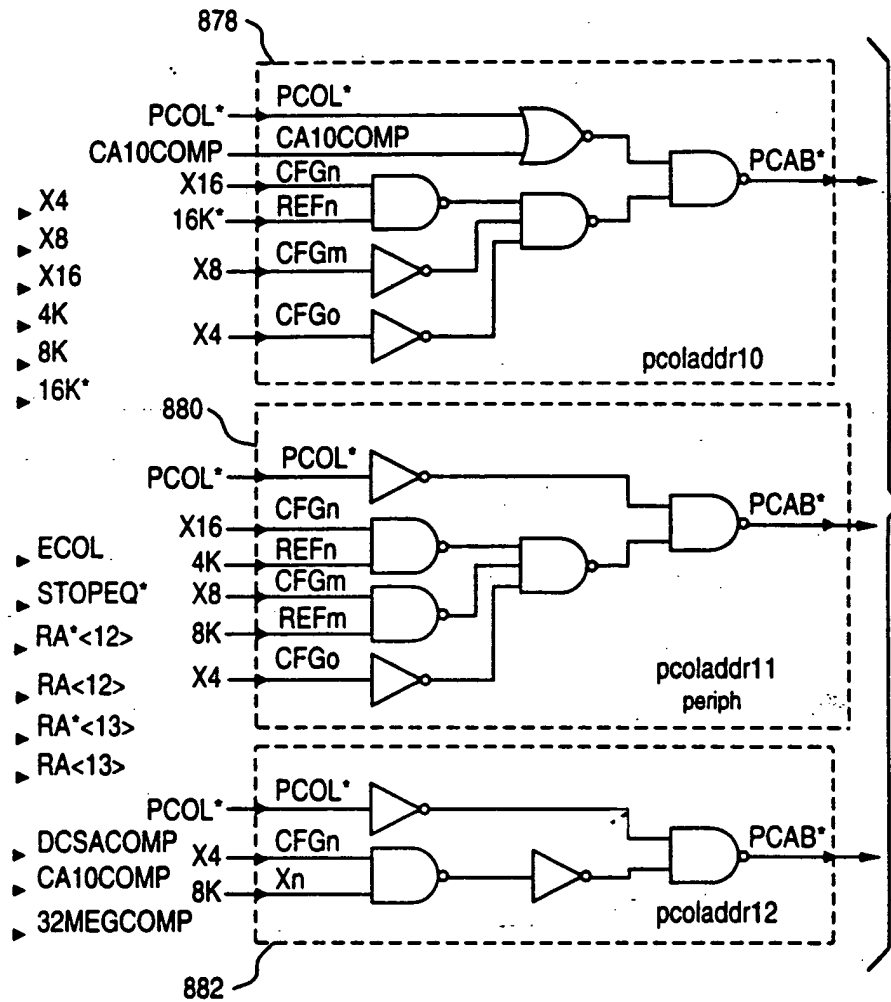 878
PCOL*
PCOL*
CA10COMP
CA10COMP
X16
CFGn
16K*
REFn
X8
CFGm
X4
CFGo
PCAB*
pcoladdr10
X4
X8
X16
4K
8K
16K*
880
PCOL*
PCOL*
X16
CFGn
4K
REFn
X8
CFGm
8K
REFm
X4
CFGo
PCAB*
pcoladdr11
periph
ECOL
STOPEQ*
RA*<12>
RA<12>
RA*<13>
RA<13>
PCOL*
PCOL*
X4
CFGn
8K
Xn
PCAB*
pcoladdr12
DCSACOMP
CA10COMP
32MEGCOMP
882